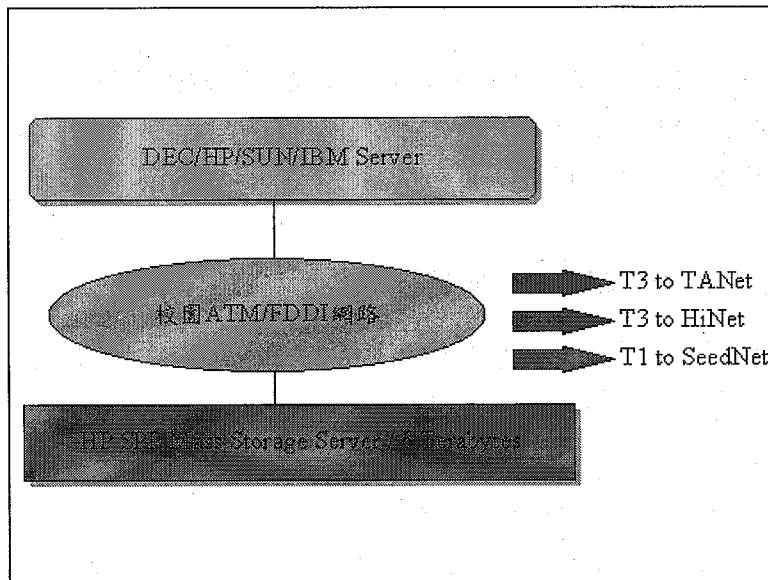 DEC/HP/SUN/IBM Server
校園ATM/FDDI網路
T3 to TANet
T3 to HiNet
T1 to SeedNet
HP Mass Storage Server Terabytes